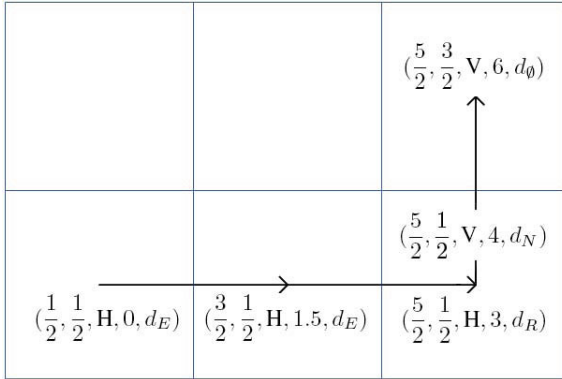 (5/2, 3/2, V, 6, d_∅)
(5/2, 1/2, V, 4, d_N)
(1/2, 1/2, H, 0, d_E) (3/2, 1/2, H, 1.5, d_E) (5/2, 1/2, H, 3, d_R)